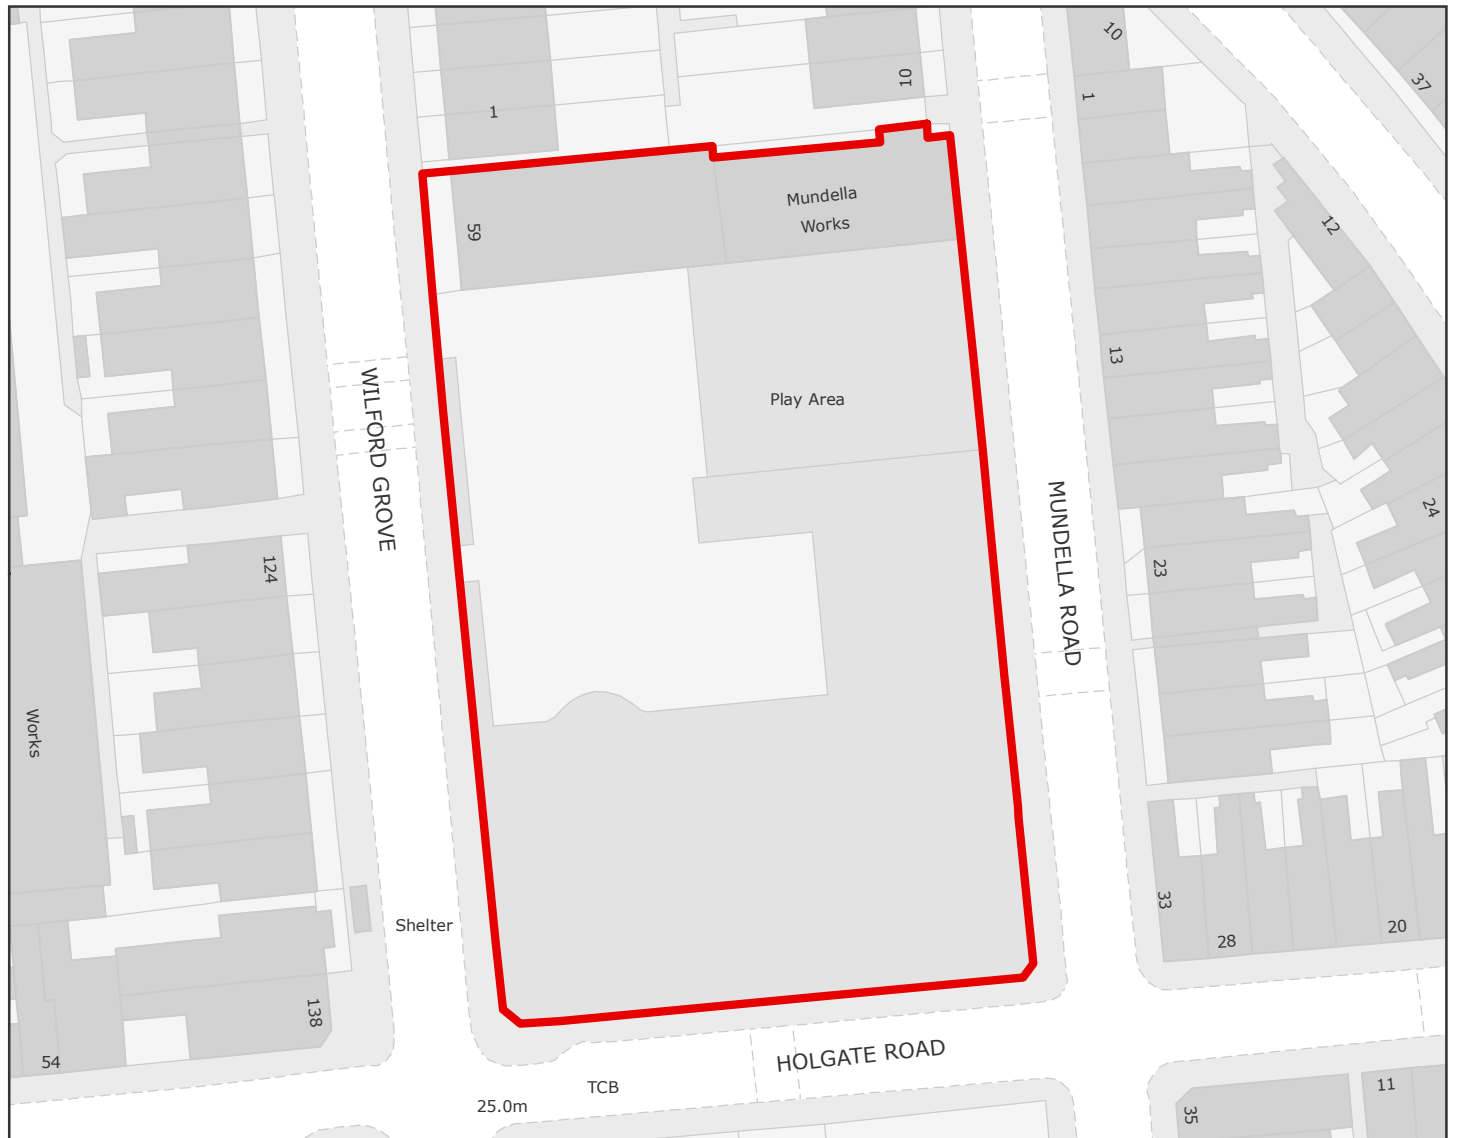 10
37
1
10
1
12
Mundella
Works
59
13
Play Area
WILFORD GROVE
24
MUNDELLA ROAD
124
23
Works
33
20
Shelter
28
138
HOLGATE ROAD
54
TCB
11
25.0m
35